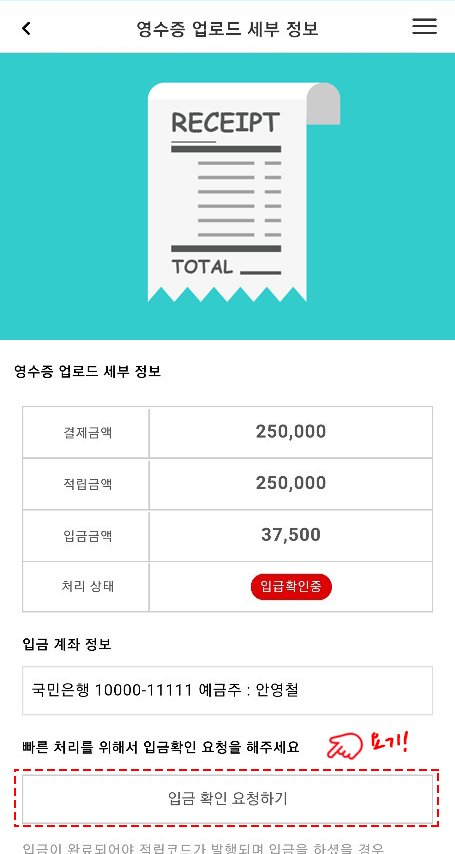 영수증 업로드 세부 정보
RECEIPT
TOTAL
영수증 업로드 세부 정보
결제금액 250,000
적립금액 250,000
입금금액 37,500
처리 상태 입급확인중
입금 계좌 정보
국민은행 10000-11111 예금주 : 안영철
빠른 처리를 위해서 입금확인 요청을 해주세요 요기!
입금 확인 요청하기
입금이 완료되어야 적립코드가 발행되며 입금을 하셨을 경우